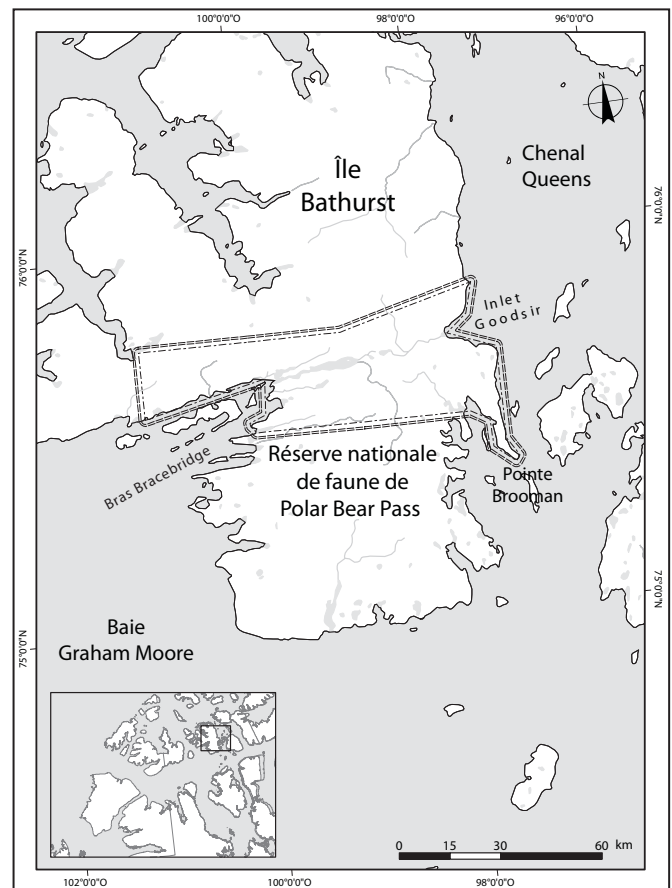 100°0'0"O
98°0'0"O
96°0'0"O
N
Île
Bathurst
Chenal
Queens
76°0'0"N
76°0'0"N
Inlet
Goodsir
Bras Bracebridge
Réserve nationale
de faune de
Polar Bear Pass
Pointe
Brooman
75°0'0"N
Baie
Graham Moore
75°0'0"N
0 15 30 60 km
102°0'0"O
100°0'0"O
98°0'0"O